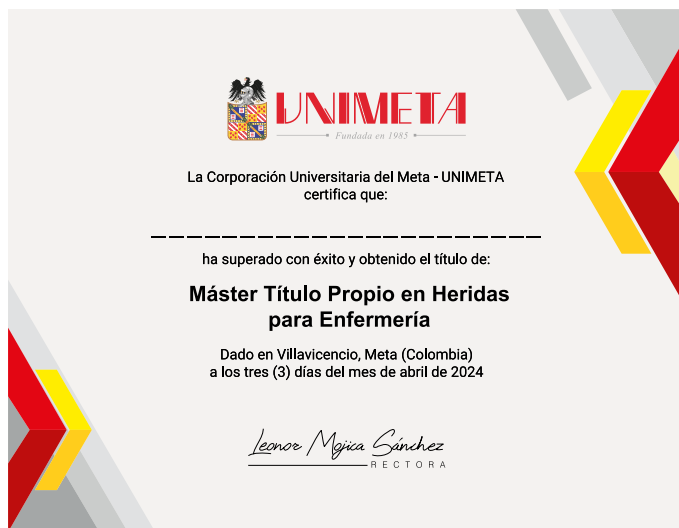 UNIMETA
Fundada en 1985
La Corporación Universitaria del Meta - UNIMETA
certifica que:
ha superado con éxito y obtenido el título de:
Máster Título Propio en Heridas
para Enfermería
Dado en Villavicencio, Meta (Colombia)
a los tres (3) días del mes de abril de 2024
Leonor Mojica Sánchez
RECTORA